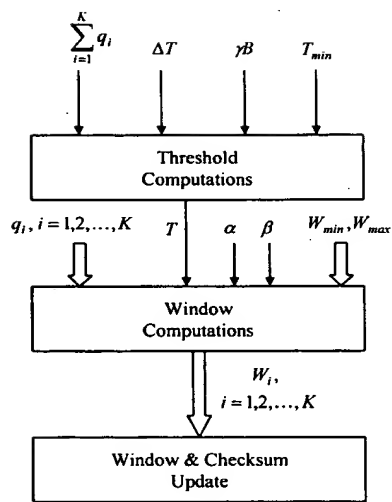 K
∑ q_i   ΔT   γB   T_min
i=1
Threshold
Computations
q_i, i = 1,2,...,K   T   α   β   W_min, W_max
Window
Computations
W_i,
i = 1,2,...,K
Window & Checksum
Update